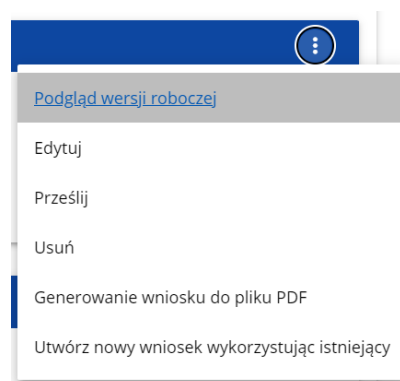 Podgląd wersji roboczej
Edytuj
Prześlij
Usuń
Generowanie wniosku do pliku PDF
Utwórz nowy wniosek wykorzystując istniejący